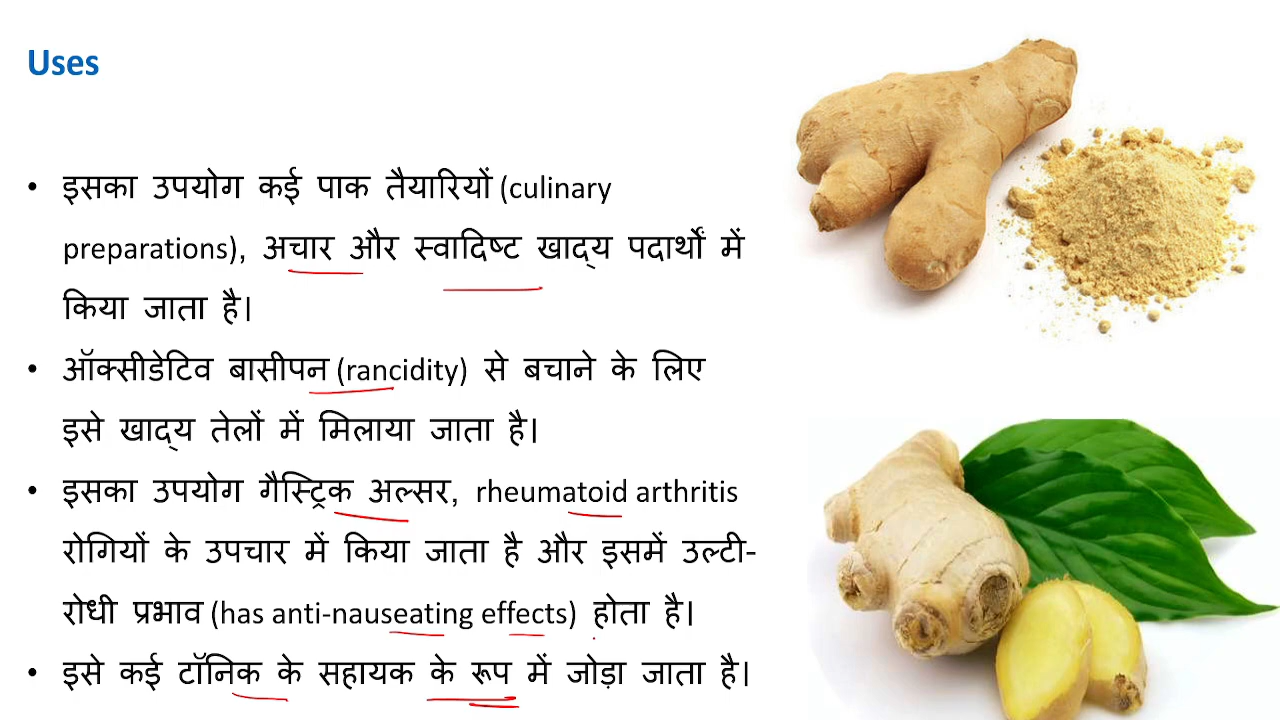 Uses
• इसका उपयोग कई पाक तैयारियों (culinary
preparations), अचार और स्वादिष्ट खाद्य पदार्थों में
किया जाता है।
• ऑक्सीडेटिव बासीपन (rancidity) से बचाने के लिए
इसे खाद्य तेलों में मिलाया जाता है।
• इसका उपयोग गैस्ट्रिक अल्सर, rheumatoid arthritis
रोगियों के उपचार में किया जाता है और इसमें उल्टी-
रोधी प्रभाव (has anti-nauseating effects) होता है।
• इसे कई टॉनिक के सहायक के रूप में जोड़ा जाता है।